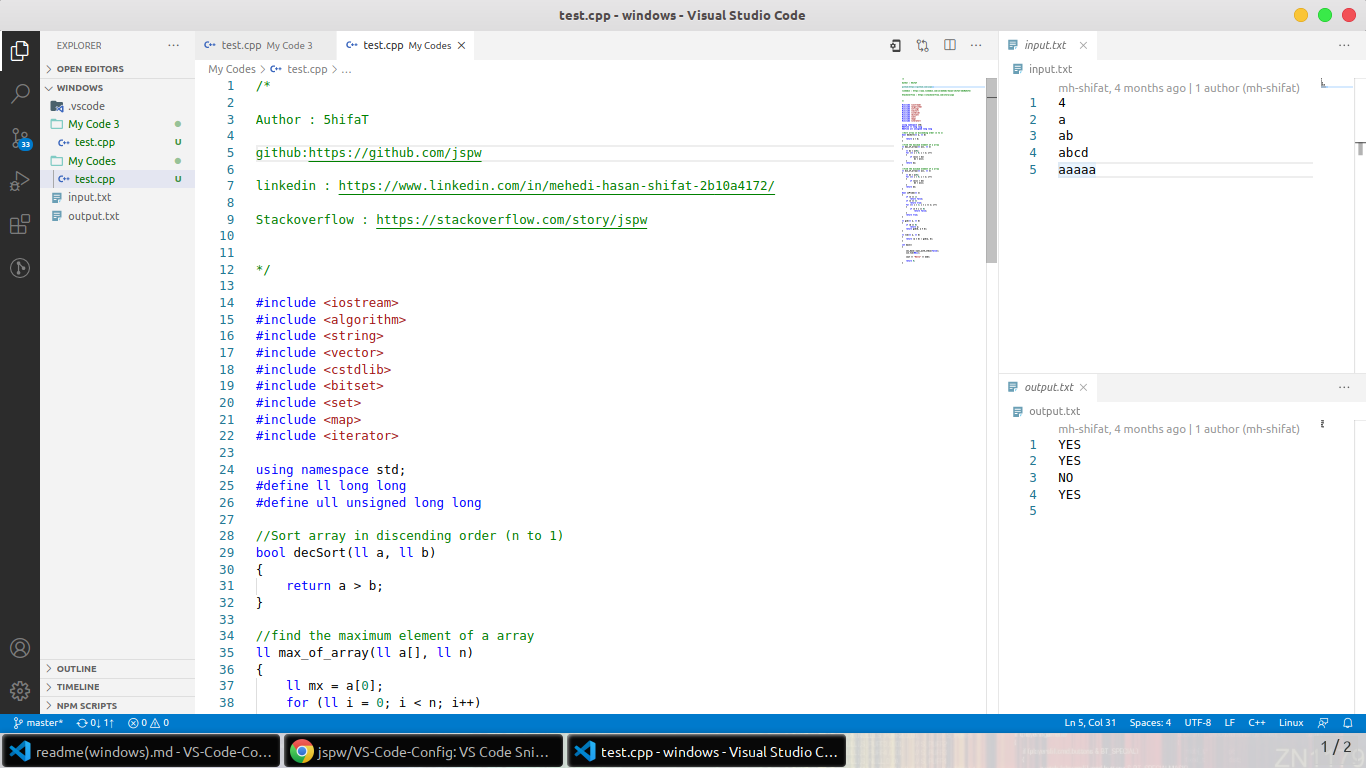 test.cpp - windows - Visual Studio Code
EXPLORER
OPEN EDITORS
WINDOWS
.vscode
My Code 3
test.cpp U
My Codes
test.cpp U
input.txt
output.txt
OUTLINE
TIMELINE
NPM SCRIPTS
33
test.cpp My Code 3
test.cpp My Codes
My Codes > test.cpp > ...
1 /*
2
3 Author : 5hifaT
4
5 github:https://github.com/jspw
6
7 linkedin : https://www.linkedin.com/in/mehedi-hasan-shifat-2b10a4172/
8
9 Stackoverflow : https://stackoverflow.com/story/jspw
10
11
12 */
13
14 #include <iostream>
15 #include <algorithm>
16 #include <string>
17 #include <vector>
18 #include <cstdlib>
19 #include <bitset>
20 #include <set>
21 #include <map>
22 #include <iterator>
23
24 using namespace std;
25 #define ll long long
26 #define ull unsigned long long
27
28 //Sort array in discending order (n to 1)
29 bool decSort(ll a, ll b)
30 {
31 return a > b;
32 }
33
34 //find the maximum element of a array
35 ll max_of_array(ll a[], ll n)
36 {
37 ll mx = a[0];
38 for (ll i = 0; i < n; i++)
input.txt
input.txt
mh-shifat, 4 months ago | 1 author (mh-shifat)
1 4
2 a
3 ab
4 abcd
5 aaaaa
output.txt
output.txt
mh-shifat, 4 months ago | 1 author (mh-shifat)
1 YES
2 YES
3 NO
4 YES
5
master* 0↓ 1↑ 0 0 Ln 5, Col 31 Spaces: 4 UTF-8 LF C++ Linux
readme(windows).md - VS-Code-Co... jspw/VS-Code-Config: VS Code Sni... test.cpp - windows - Visual Studio C... 1 / 2